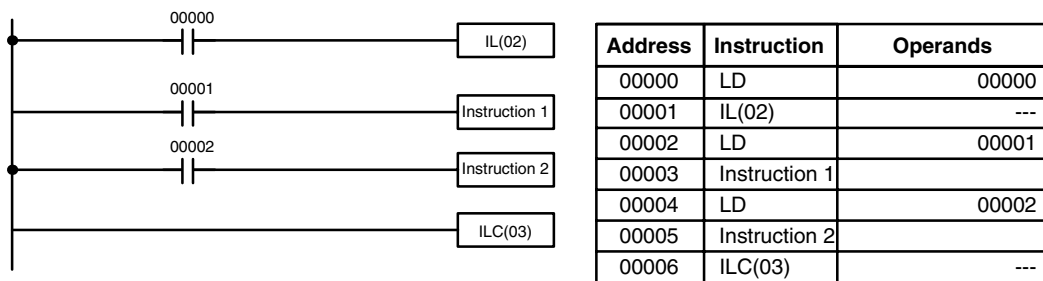 00000
IL(02)
00001
Instruction 1
00002
Instruction 2
ILC(03)
Address Instruction Operands
00000 LD 00000
00001 IL(02) ---
00002 LD 00001
00003 Instruction 1
00004 LD 00002
00005 Instruction 2
00006 ILC(03) ---